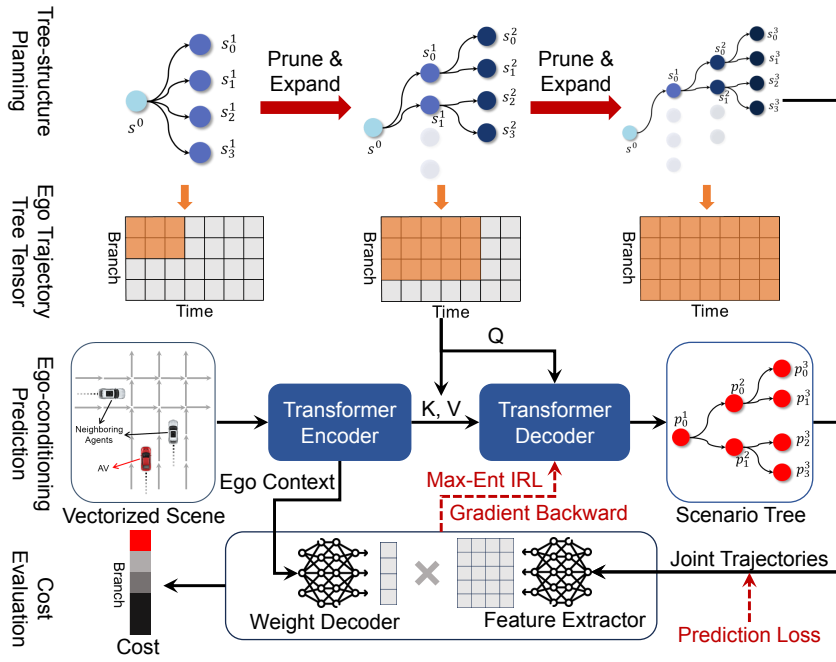 Tree-structure
Planning
s^0
s_0^1
s_1^1
s_2^1
s_3^1
Prune &
Expand
s^0
s_0^1
s_1^1
s_0^2
s_1^2
s_2^2
s_3^2
Prune &
Expand
s^0
s_0^1
s_0^2
s_1^2
s_0^3
s_1^3
s_2^3
s_3^3
Ego Trajectory
Tree Tensor
Branch
Time
Branch
Time
Branch
Time
Ego-conditioning
Prediction
Neighboring
Agents
AV
Vectorized Scene
Transformer
Encoder
K, V
Q
Transformer
Decoder
p_0^1
p_0^2
p_1^2
p_0^3
p_1^3
p_2^3
p_3^3
Scenario Tree
Ego Context
Max-Ent IRL
Gradient Backward
Cost
Evaluation
Branch
Cost
Weight Decoder
×
Feature Extractor
Joint Trajectories
Prediction Loss